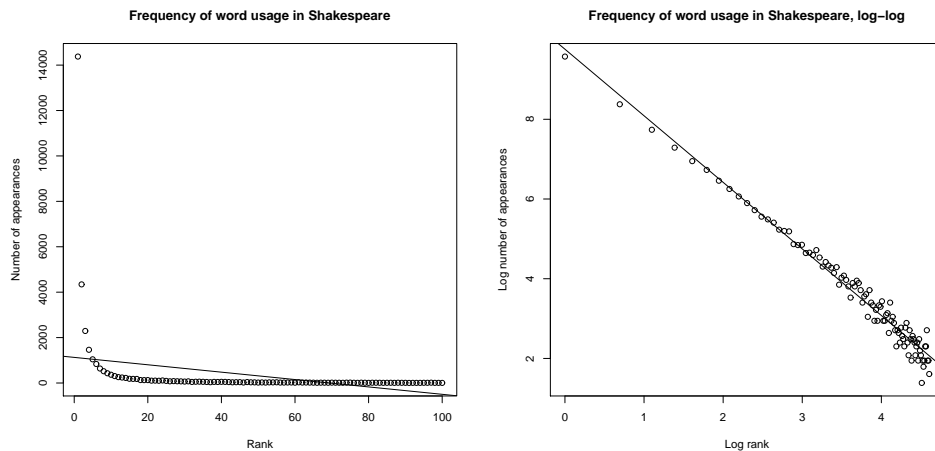 Frequency of word usage in Shakespeare
Number of appearances
14000
12000
10000
8000
6000
4000
2000
0
0 20 40 60 80 100
Rank
Frequency of word usage in Shakespeare, log−log
Log number of appearances
8
6
4
2
0 1 2 3 4
Log rank